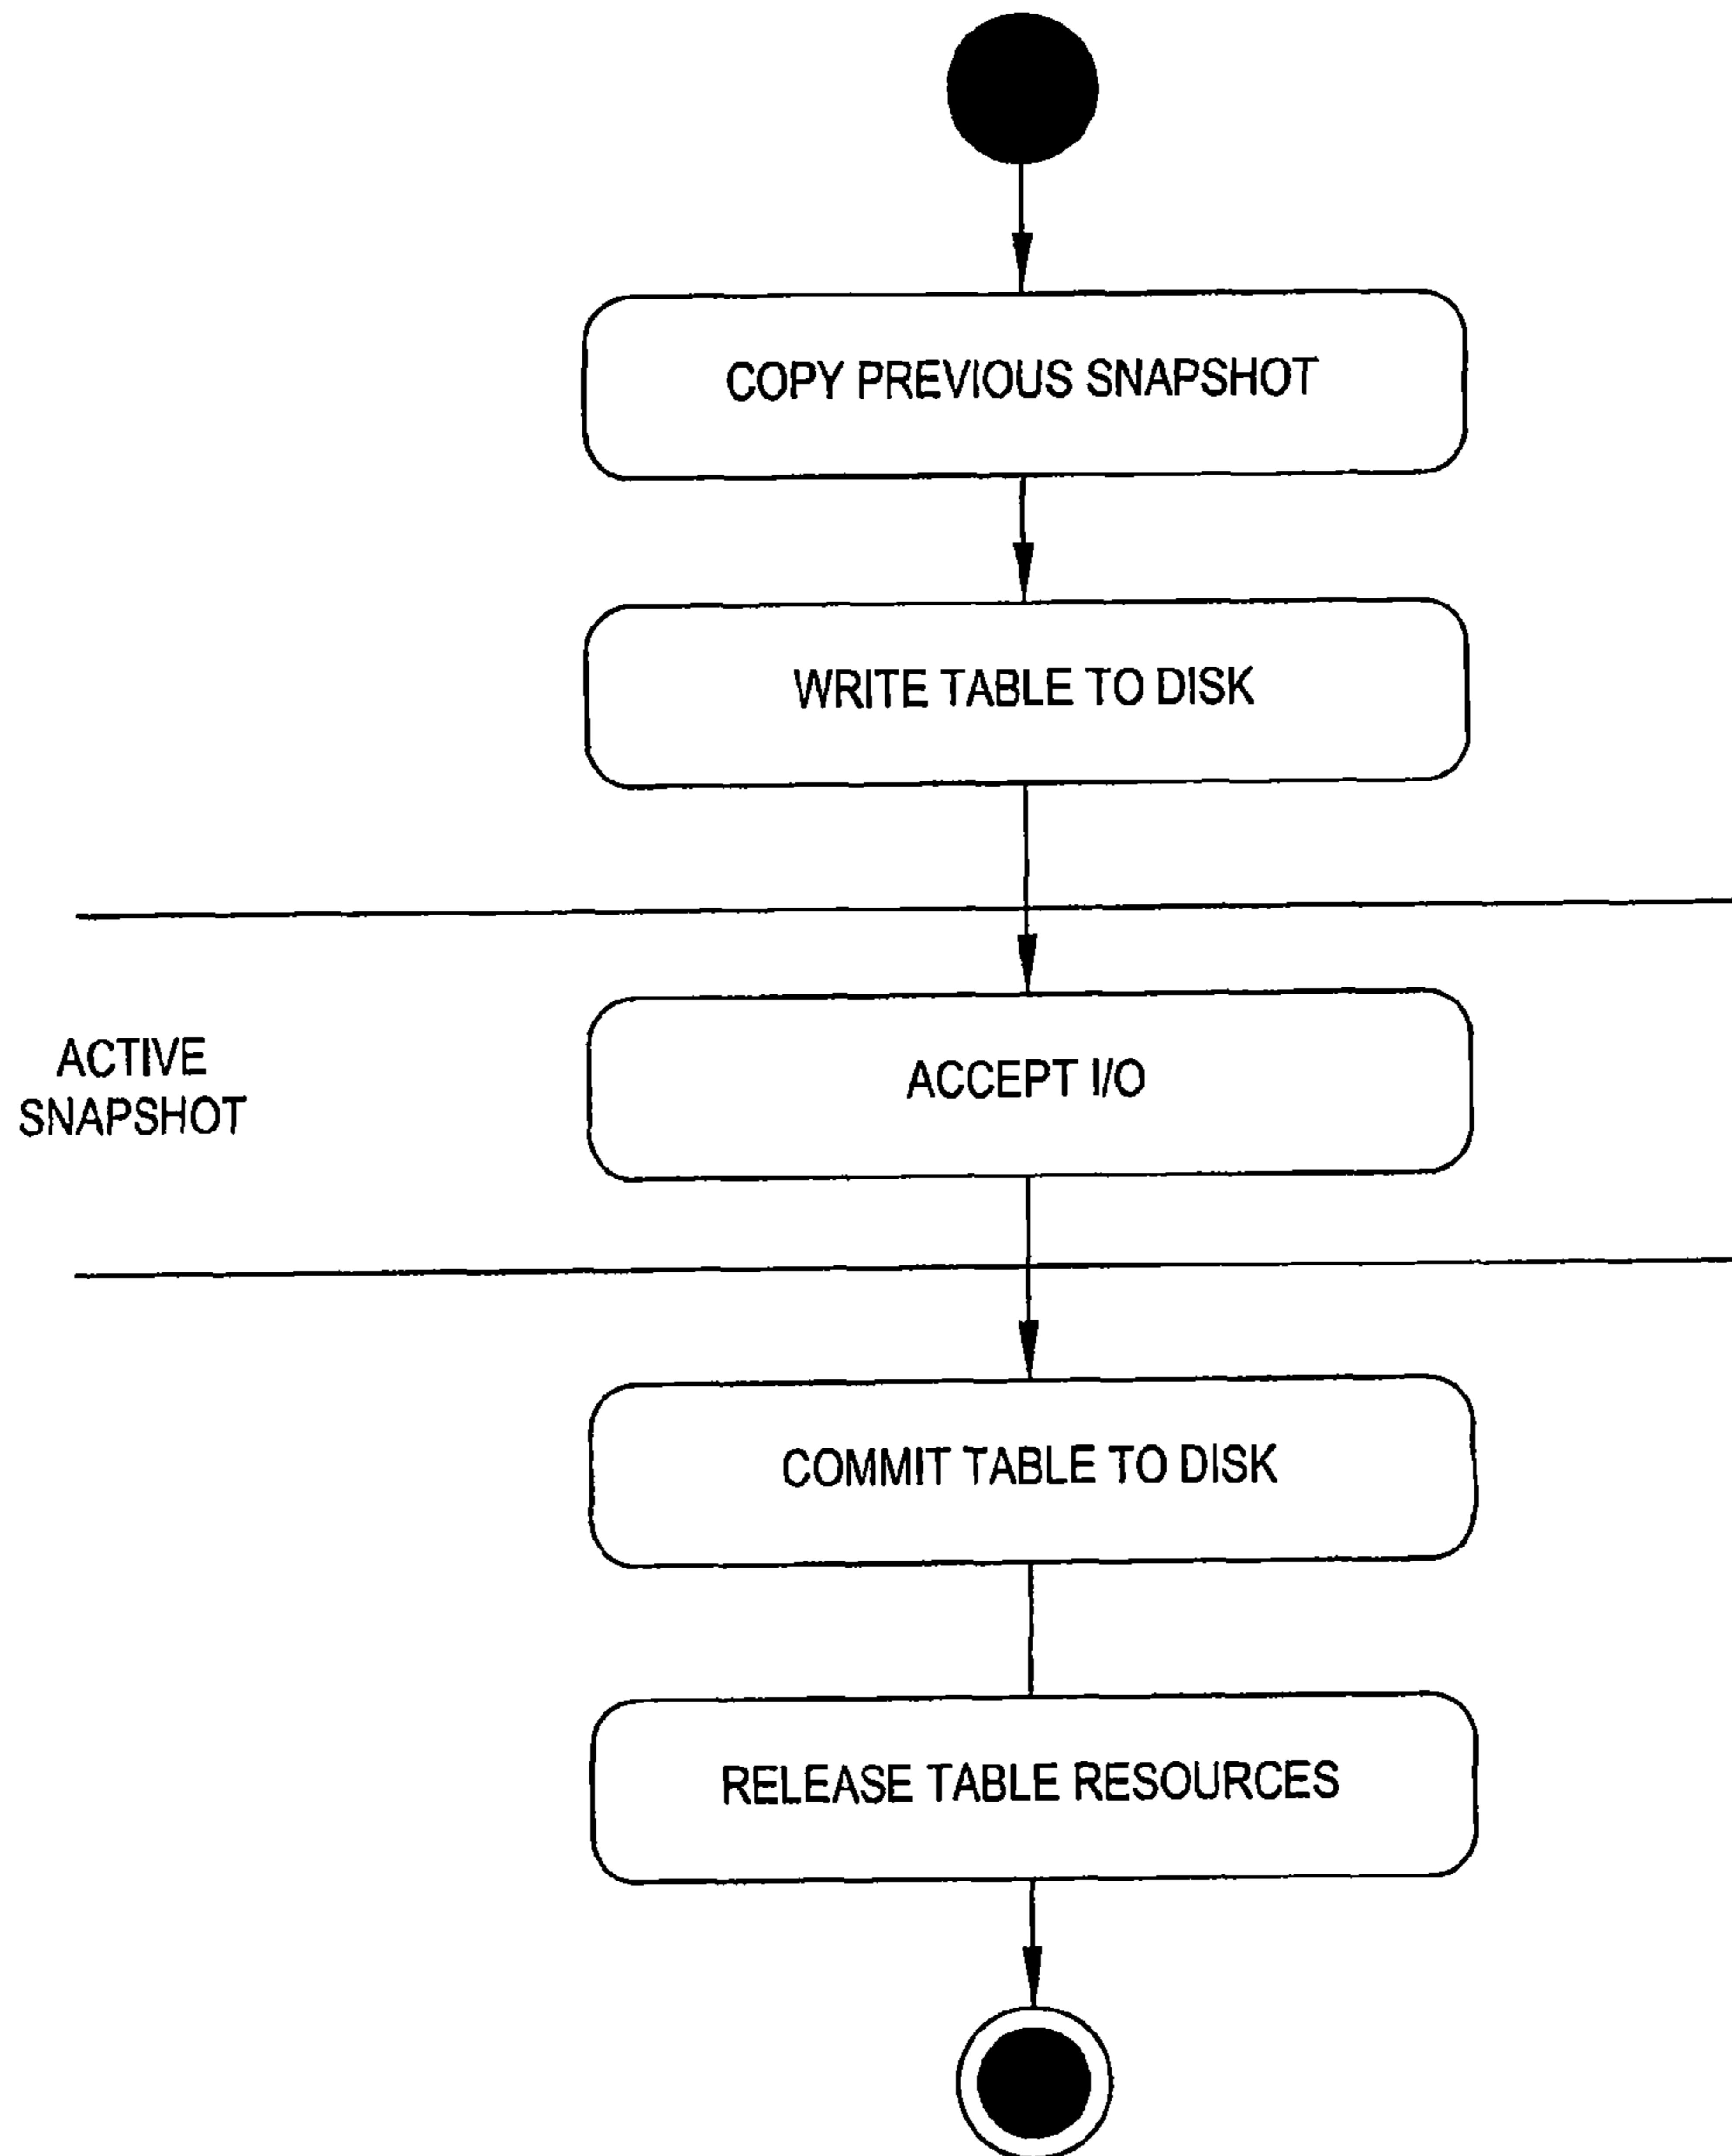 COPY PREVIOUS SNAPSHOT
WRITE TABLE TO DISK
ACTIVE
SNAPSHOT
ACCEPT I/O
COMMIT TABLE TO DISK
RELEASE TABLE RESOURCES